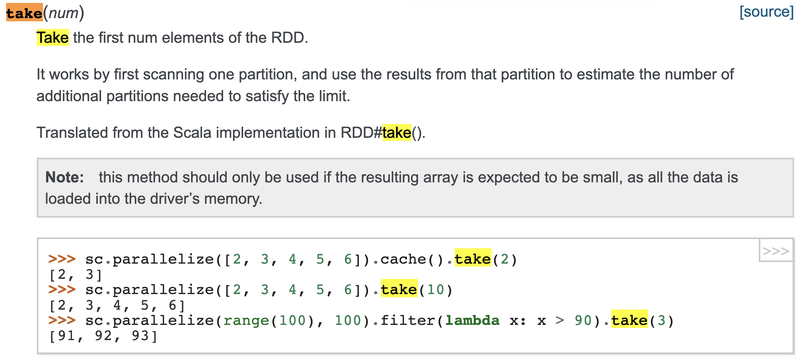 take(num) [source]
Take the first num elements of the RDD.
It works by first scanning one partition, and use the results from that partition to estimate the number of
additional partitions needed to satisfy the limit.
Translated from the Scala implementation in RDD#take().
Note: this method should only be used if the resulting array is expected to be small, as all the data is
loaded into the driver’s memory.
>>>
>>> sc.parallelize([2, 3, 4, 5, 6]).cache().take(2)
[2, 3]
>>> sc.parallelize([2, 3, 4, 5, 6]).take(10)
[2, 3, 4, 5, 6]
>>> sc.parallelize(range(100), 100).filter(lambda x: x > 90).take(3)
[91, 92, 93]